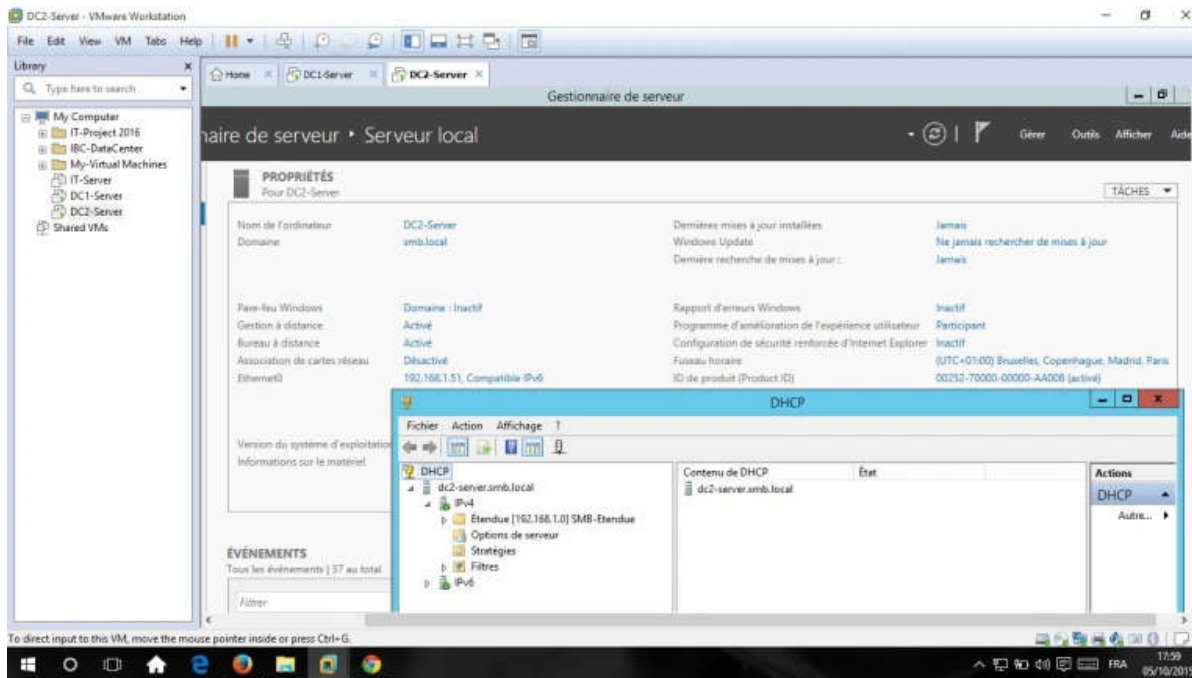 DC2-Server - VMware Workstation
File Edit View VM Tabs Help
Library
Type here to search
My Computer
IT-Project 2016
IBC-DataCenter
My-Virtual Machines
IT-Server
DC1-Server
DC2-Server
Shared VMs
Home
DC1-Server
DC2-Server
Gestionnaire de serveur
naire de serveur • Serveur local
Gérer Outils Afficher Aide
PROPRIÉTÉS
Pour DC2-Server
TÂCHES
Nom de l'ordinateur DC2-Server
Domaine smb.local
Dernières mises à jour installées Jamais
Windows Update Ne jamais rechercher de mises à jour
Dernière recherche de mises à jour : Jamais
Pare-feu Windows Domaine : Inactif
Gestion à distance Activé
Bureau à distance Activé
Association de cartes réseau Désactivé
Ethernet0 192.168.1.51, Compatible IPv6
Rapport d'erreurs Windows Inactif
Programme d'amélioration de l'expérience utilisateur Participant
Configuration de sécurité renforcée d'Internet Explorer Inactif
Fuseau horaire (UTC+01:00) Bruxelles, Copenhague, Madrid, Paris
ID de produit (Product ID) 00252-70000-00000-AA008 (activé)
Version du système d'exploitation
Informations sur le matériel
ÉVÉNEMENTS
Tous les événements | 57 au total
Filtrer
DHCP
Fichier Action Affichage ?
DHCP
dc2-server.smb.local
IPv4
Étendue [192.168.1.0] SMB-Etendue
Options de serveur
Stratégies
Filtres
IPv6
Contenu de DHCP État
dc2-server.smb.local
Actions
DHCP
Autre...
To direct input to this VM, move the mouse pointer inside or press Ctrl+G.
FRA
17:59
05/10/2015